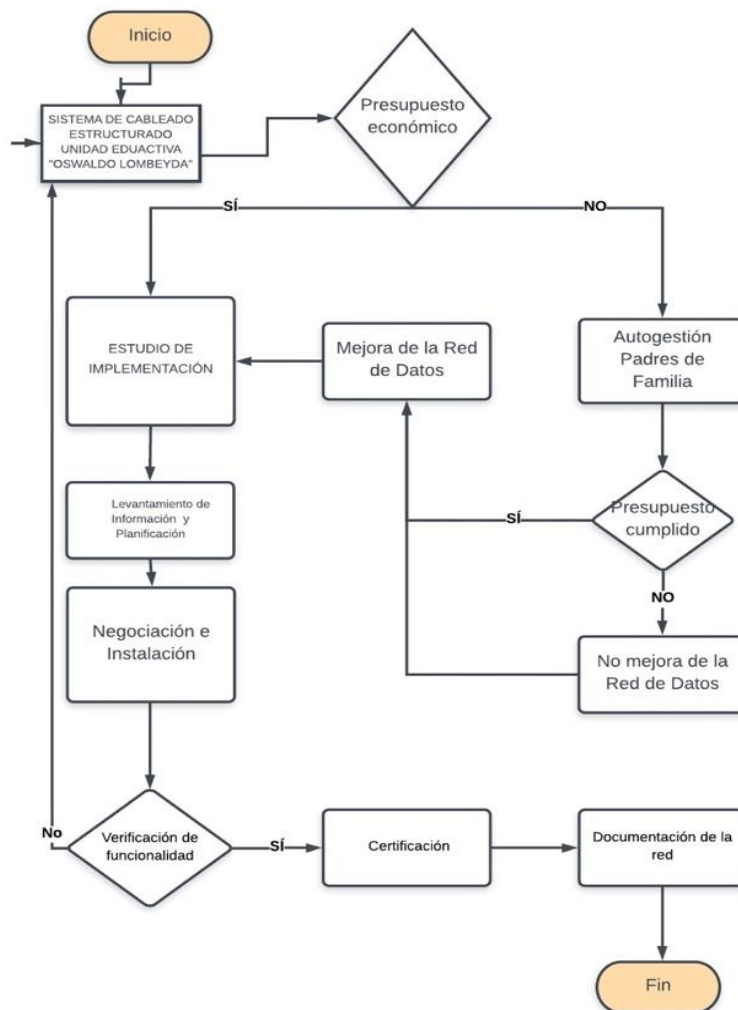 Inicio
SISTEMA DE CABLEADO
ESTRUCTURADO
UNIDAD EDUACTIVA
"OSWALDO LOMBEYDA"
Presupuesto
económico
SÍ
NO
ESTUDIO DE
IMPLEMENTACIÓN
Mejora de la Red
de Datos
Autogestión
Padres de
Familia
Levantamiento de
Información y
Planificación
SÍ
Presupuesto
cumplido
NO
Negociación e
Instalación
No mejora de la
Red de Datos
No
Verificación de
funcionalidad
SÍ
Certificación
Documentación de la
red
Fin